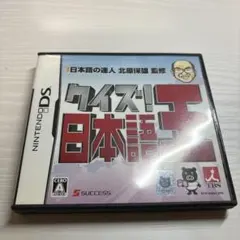 日本語の達人 北原保雄 監修
クイズ!
日本語王
NINTENDO DS
A
SUCCESS
TBS